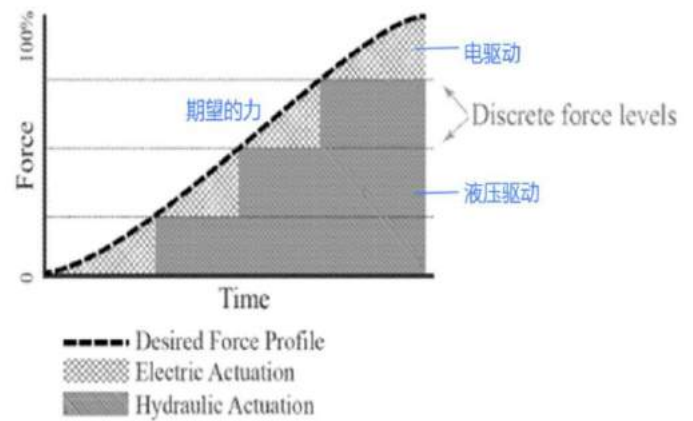 100%
电驱动
期望的力
Discrete force levels
Force
液压驱动
0
Time
Desired Force Profile
Electric Actuation
Hydraulic Actuation